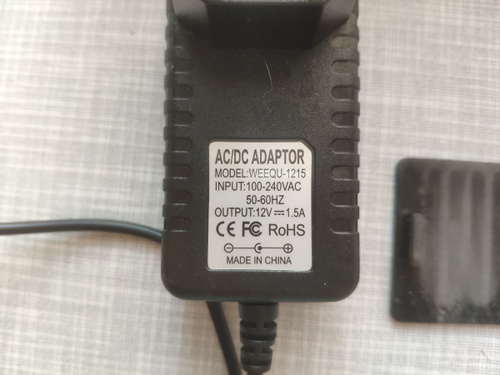 AC/DC ADAPTOR
MODEL:WEEQU-1215
INPUT:100-240VAC
50-60HZ
OUTPUT:12V⎓1.5A
CE FC RoHS
MADE IN CHINA